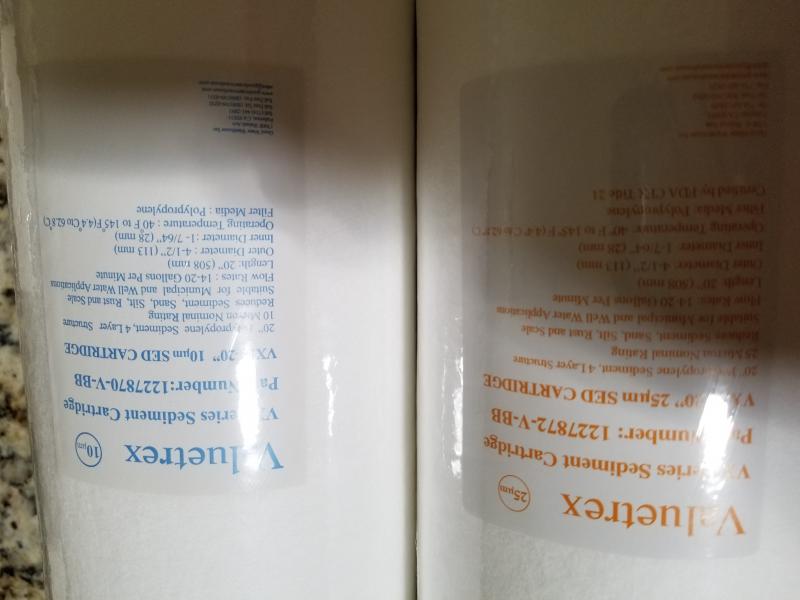 Valuetrex 10µm
VX Series Sediment Cartridge
Part Number: 1227870-V-BB
20" 10µm SED CARTRIDGE
20" Polypropylene Sediment, 4 Layer Structure
10 Micron Nominal Rating
Reduces Sediment, Sand, Silt, Rust and Scale
Suitable for Municipal and Well Water Applications
Flow Rates : 14-20 Gallons Per Minute
Length: 20" (508 mm)
Outer Diameter : 4-1/2" (113 mm)
Inner Diameter : 1- 7/64" (28 mm)
Operating Temperature : 40 F to 145°F (4.4°C to 62.8°C)
Filter Media : Polypropylene
Valuetrex 25µm
VX Series Sediment Cartridge
Part Number: 1227872-V-BB
20" 25µm SED CARTRIDGE
20" Polypropylene Sediment, 4 Layer Structure
25 Micron Nominal Rating
Reduces Sediment, Sand, Silt, Rust and Scale
Suitable for Municipal and Well Water Applications
Flow Rates: 14-20 Gallons Per Minute
Length: 20" (508 mm)
Outer Diameter: 4-1/2" (113 mm)
Inner Diameter: 1-7/64" (28 mm)
Operating Temperature: 40 F to 145°F (4.4°C to 62.8°C)
Filter Media: Polypropylene
Certified by FDA CFR Title 21